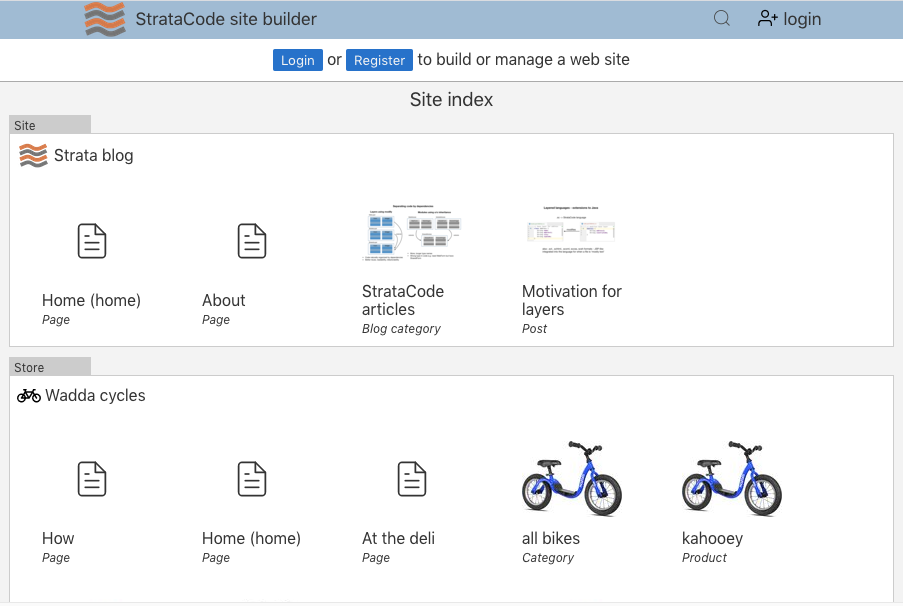 StrataCode site builder
login
Login or Register to build or manage a web site
Site index
Site
Strata blog
Home (home)
Page
About
Page
StrataCode
articles
Blog category
Motivation for
layers
Post
Store
Wadda cycles
How
Page
Home (home)
Page
At the deli
Page
all bikes
Category
kahooey
Product